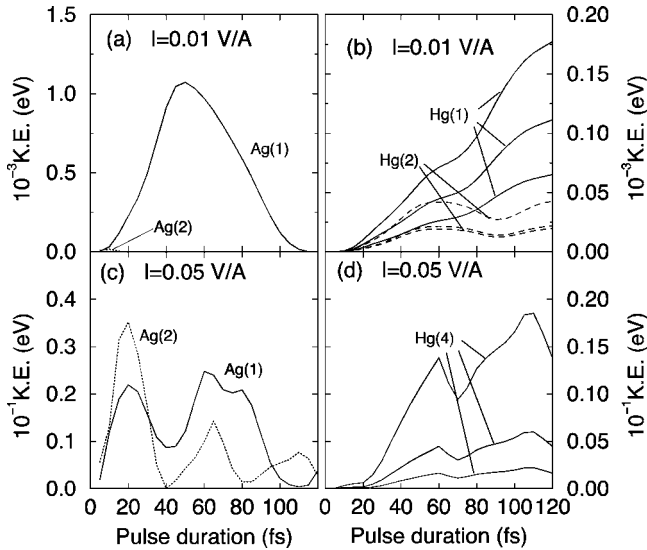 (a) I=0.01 V/A
1.5
1.0
0.5
0.0
10⁻³K.E. (eV)
Ag(1)
Ag(2)
(b) I=0.01 V/A
0.20
0.15
0.10
0.05
0.00
10⁻³K.E. (eV)
Hg(1)
Hg(2)
(c) I=0.05 V/A
0.4
0.3
0.2
0.1
0.0
10⁻¹K.E. (eV)
Ag(2)
Ag(1)
0 20 40 60 80 100
Pulse duration (fs)
(d) I=0.05 V/A
0.20
0.15
0.10
0.05
0.00
10⁻¹K.E. (eV)
Hg(4)
0 20 40 60 80 100 120
Pulse duration (fs)